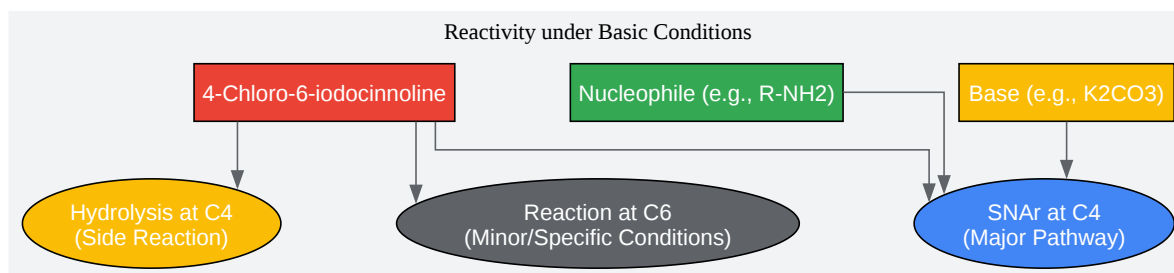 Reactivity under Basic Conditions
4-Chloro-6-iodocinnoline
Nucleophile (e.g., R-NH2)
Base (e.g., K2CO3)
Hydrolysis at C4
(Side Reaction)
Reaction at C6
(Minor/Specific Conditions)
SNAr at C4
(Major Pathway)